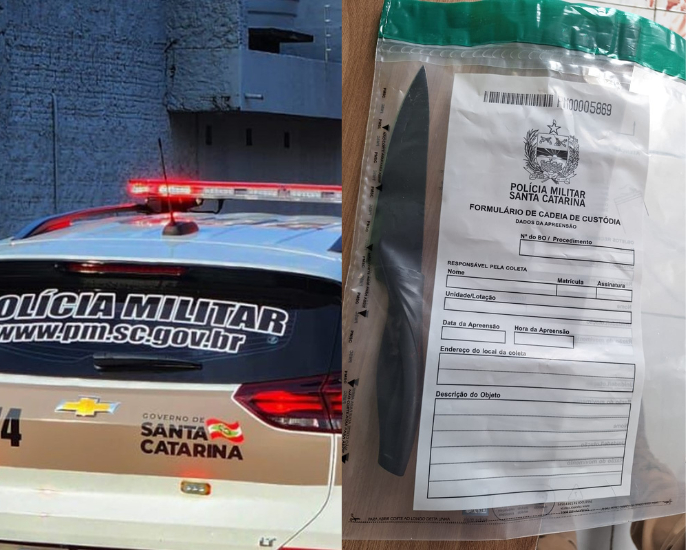 OLÍCIA MILITAR
www.pm.sc.gov.br
GOVERNO DE
SANTA
CATARINA
LT
POLÍCIA MILITAR
SANTA CATARINA
FORMULÁRIO DE CADEIA DE CUSTÓDIA
DADOS DA APREENSÃO
Nº do BO / Procedimento
RESPONSÁVEL PELA COLETA
Nome Matrícula Assinatura
Unidade/Lotação
Data da Apreensão Hora da Apreensão
Endereço do local da coleta
Descrição do Objeto